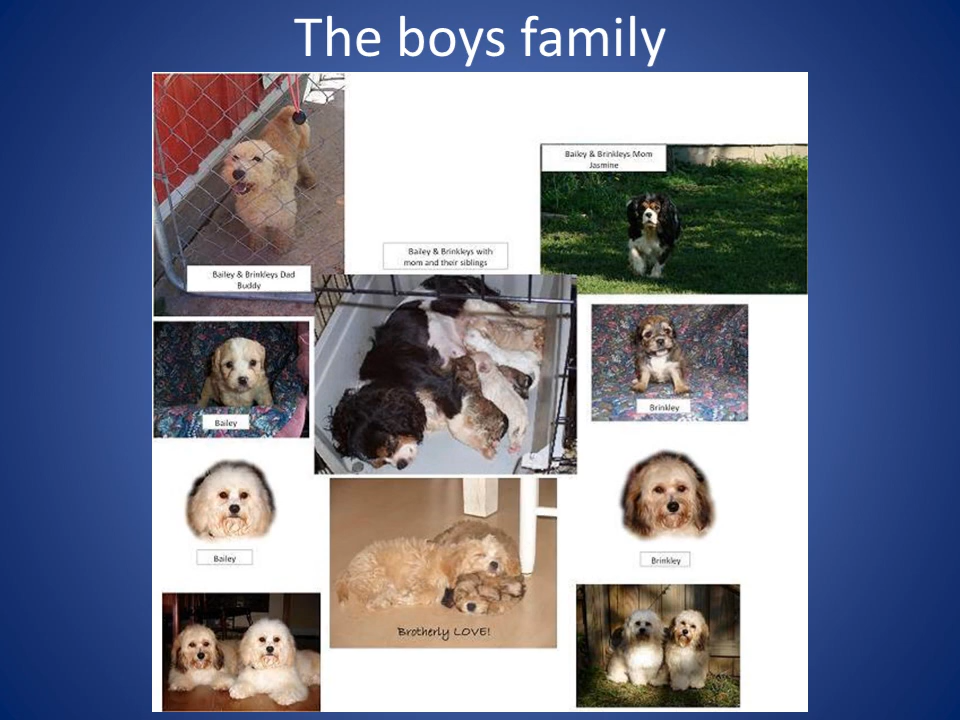 The boys family
Bailey & Brinkleys Mom
Jasmine
Bailey & Brinkleys with
mom and their siblings
Bailey & Brinkleys Dad
Buddy
Bailey
Brinkley
Bailey
Brinkley
Brotherly LOVE!